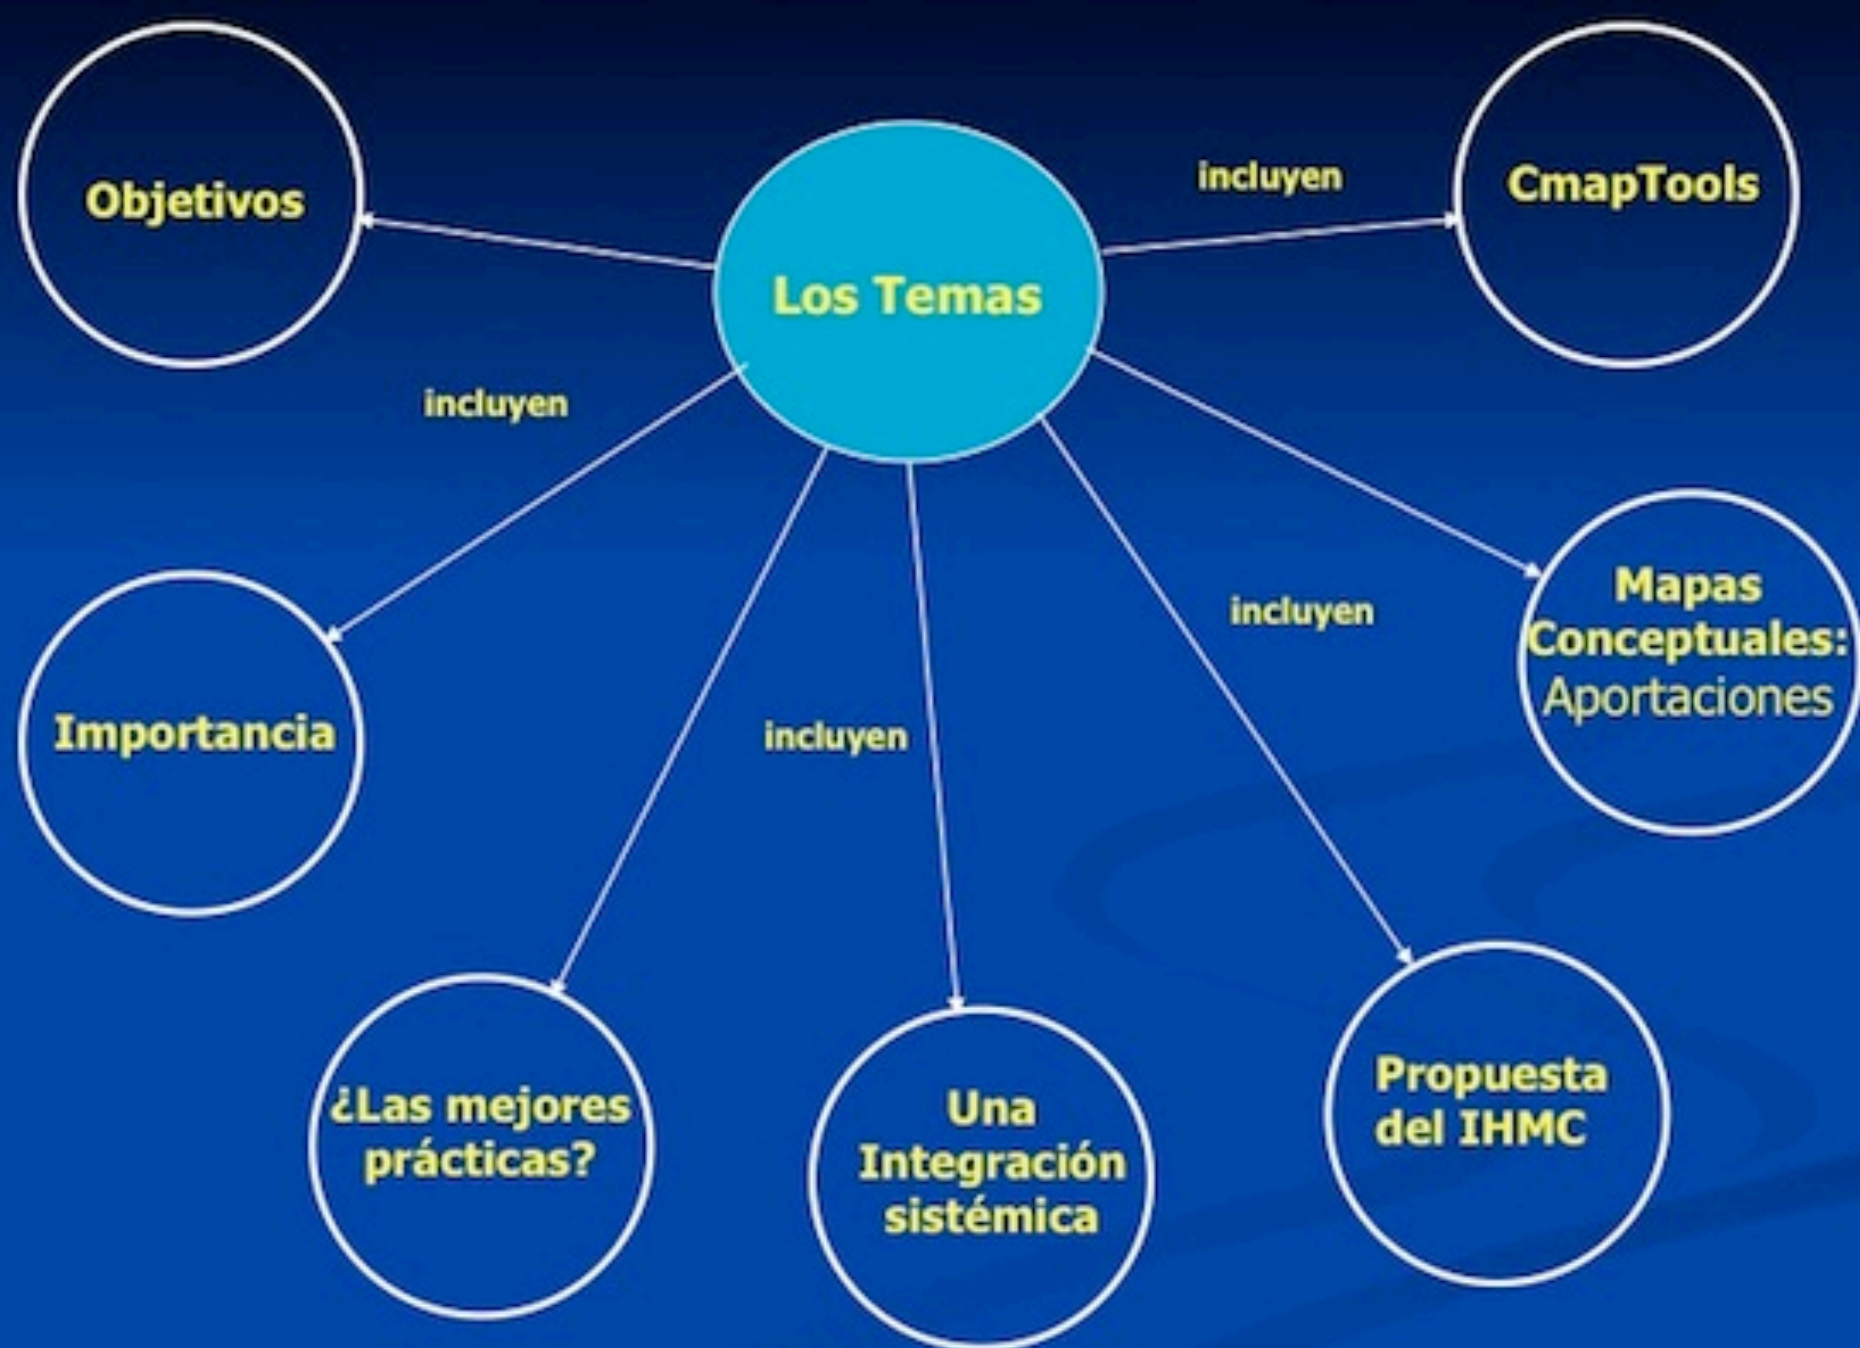 Objetivos
Los Temas
incluyen
CmapTools
incluyen
Importancia
incluyen
Mapas
Conceptuales:
Aportaciones
incluyen
¿Las mejores
prácticas?
Una
Integración
sistémica
Propuesta
del IHMC